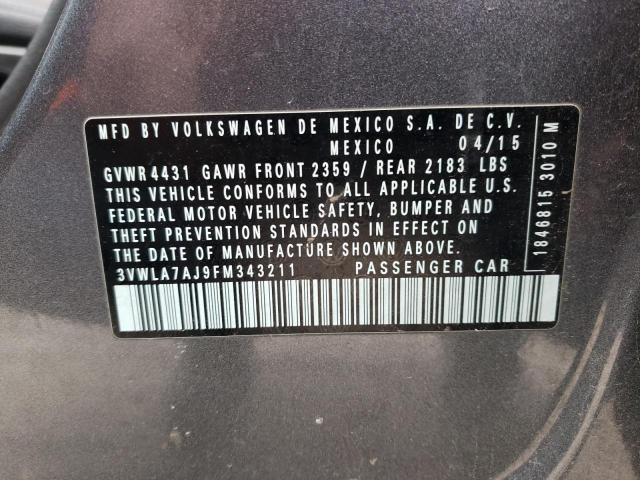 MFD BY VOLKSWAGEN DE MEXICO S.A. DE C.V.
MEXICO 04/15
GVWR 4431 GAWR FRONT 2359 / REAR 2183 LBS
THIS VEHICLE CONFORMS TO ALL APPLICABLE U.S.
FEDERAL MOTOR VEHICLE SAFETY, BUMPER AND
THEFT PREVENTION STANDARDS IN EFFECT ON
THE DATE OF MANUFACTURE SHOWN ABOVE.
3VWLA7AJ9FM343211 PASSENGER CAR
1846815 3010 M